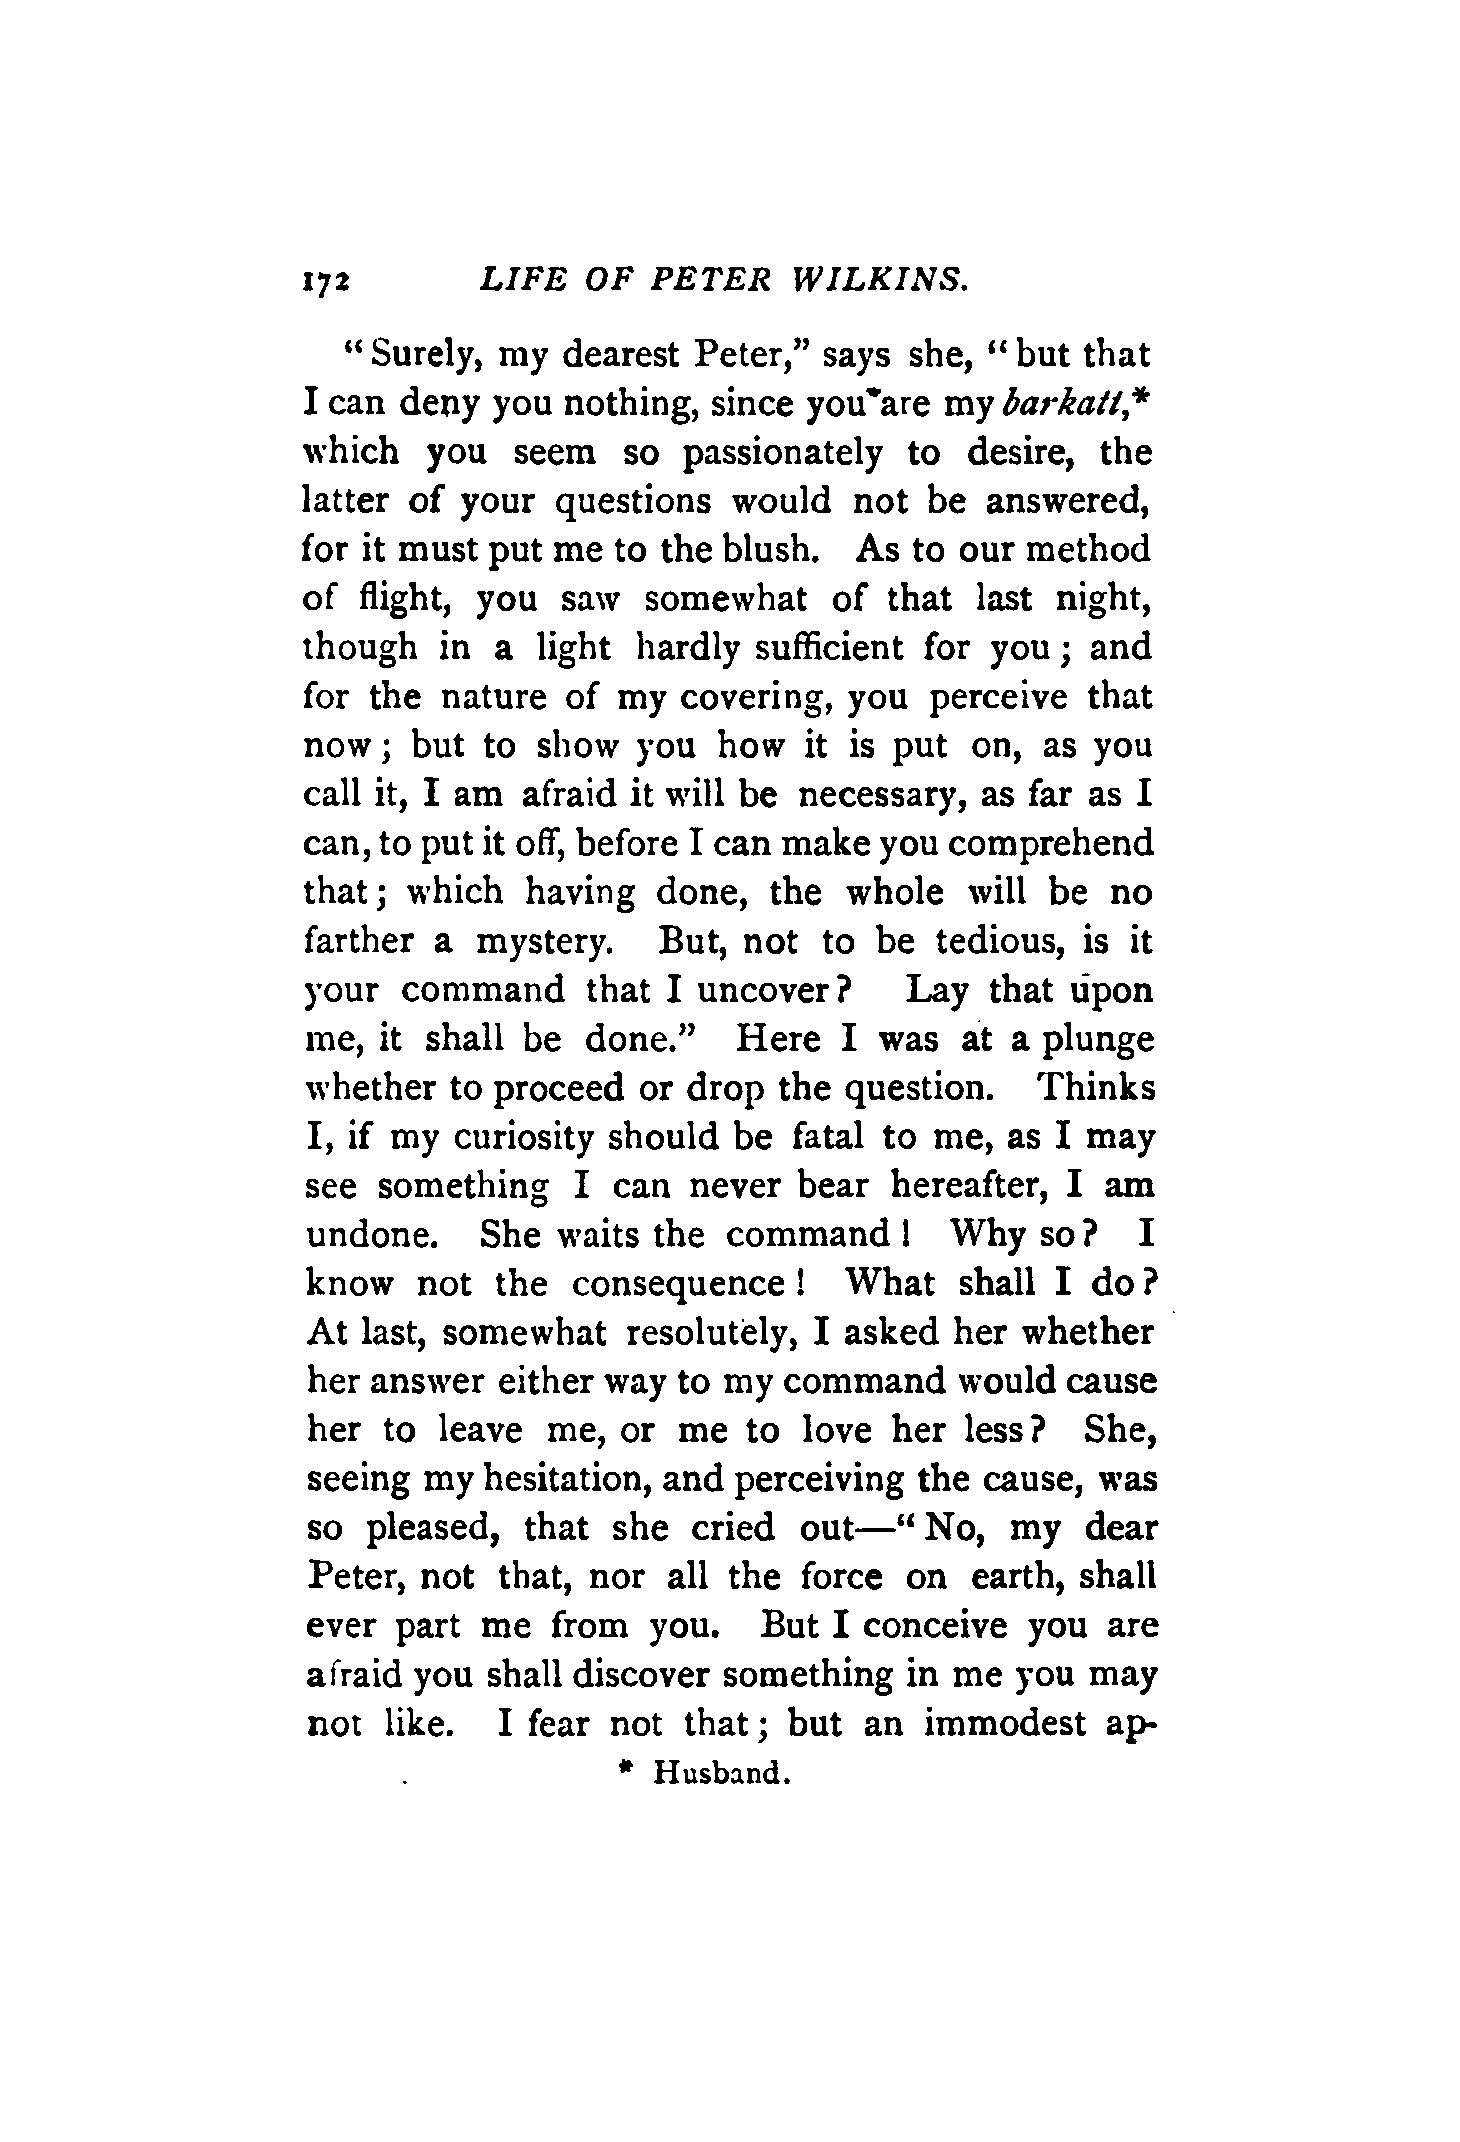 172 LIFE OF PETER WILKINS.
“Surely, my dearest Peter,” says she, “but that
I can deny you nothing, since you are my barkatt,*
which you seem so passionately to desire, the
latter of your questions would not be answered,
for it must put me to the blush. As to our method
of flight, you saw somewhat of that last night,
though in a light hardly sufficient for you; and
for the nature of my covering, you perceive that
now; but to show you how it is put on, as you
call it, I am afraid it will be necessary, as far as I
can, to put it off, before I can make you comprehend
that; which having done, the whole will be no
farther a mystery. But, not to be tedious, is it
your command that I uncover? Lay that upon
me, it shall be done.” Here I was at a plunge
whether to proceed or drop the question. Thinks
I, if my curiosity should be fatal to me, as I may
see something I can never bear hereafter, I am
undone. She waits the command! Why so? I
know not the consequence! What shall I do?
At last, somewhat resolutely, I asked her whether
her answer either way to my command would cause
her to leave me, or me to love her less? She,
seeing my hesitation, and perceiving the cause, was
so pleased, that she cried out—“No, my dear
Peter, not that, nor all the force on earth, shall
ever part me from you. But I conceive you are
afraid you shall discover something in me you may
not like. I fear not that; but an immodest ap-
* Husband.